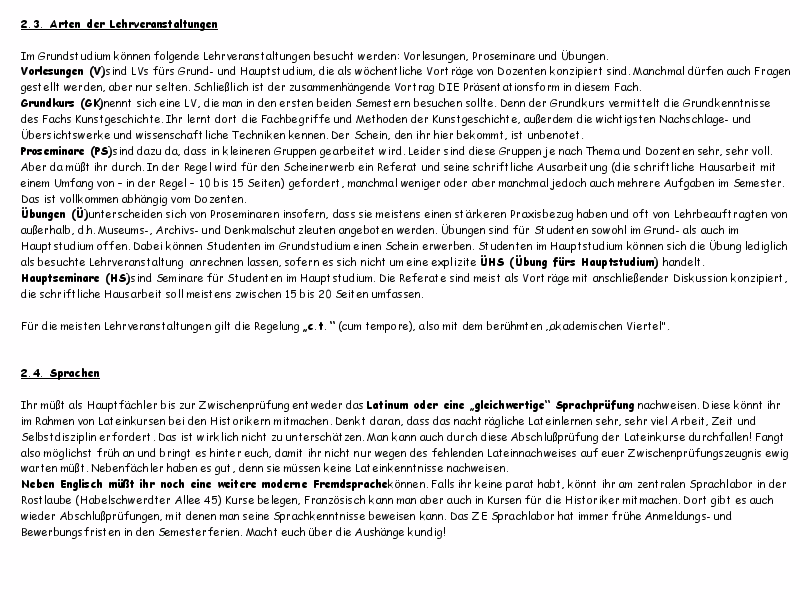 2.3. Arten der Lehrveranstaltungen
Im Grundstudium können folgende Lehrveranstaltungen besucht werden: Vorlesungen, Proseminare und Übungen.
Vorlesungen (V)sind LVs fürs Grund- und Hauptstudium, die als wöchentliche Vorträge von Dozenten konzipiert sind. Manchmal dürfen auch Fragen
gestellt werden, aber nur selten. Schließlich ist der zusammenhängende Vortrag DIE Präsentationsform in diesem Fach.
Grundkurs (GK)nennt sich eine LV, die man in den ersten beiden Semestern besuchen sollte. Denn der Grundkurs vermittelt die Grundkenntnisse
des Fachs Kunstgeschichte. Ihr lernt dort die Fachbegriffe und Methoden der Kunstgeschichte, außerdem die wichtigsten Nachschlage- und
Übersichtswerke und wissenschaftliche Techniken kennen. Der Schein, den ihr hier bekommt, ist unbenotet.
Proseminare (PS)sind dazu da, dass in kleineren Gruppen gearbeitet wird. Leider sind diese Gruppen je nach Thema und Dozenten sehr, sehr voll.
Aber da müßt ihr durch. In der Regel wird für den Scheinerwerb ein Referat und seine schriftliche Ausarbeitung (die schriftliche Hausarbeit mit
einem Umfang von – in der Regel – 10 bis 15 Seiten) gefordert, manchmal weniger oder aber manchmal jedoch auch mehrere Aufgaben im Semester.
Das ist vollkommen abhängig vom Dozenten.
Übungen (Ü)unterscheiden sich von Proseminaren insofern, dass sie meistens einen stärkeren Praxisbezug haben und oft von Lehrbeauftragten von
außerhalb, d.h. Museums-, Archivs- und Denkmalschutzleuten angeboten werden. Übungen sind für Studenten sowohl im Grund- als auch im
Hauptstudium offen. Dabei können Studenten im Grundstudium einen Schein erwerben. Studenten im Hauptstudium können sich die Übung lediglich
als besuchte Lehrveranstaltung anrechnen lassen, sofern es sich nicht um eine explizite ÜHS (Übung fürs Hauptstudium) handelt.
Hauptseminare (HS)sind Seminare für Studenten im Hauptstudium. Die Referate sind meist als Vorträge mit anschließender Diskussion konzipiert,
die schriftliche Hausarbeit soll meistens zwischen 15 bis 20 Seiten umfassen.
Für die meisten Lehrveranstaltungen gilt die Regelung „c.t.“ (cum tempore), also mit dem berühmten „akademischen Viertel".
2.4. Sprachen
Ihr müßt als Hauptfächler bis zur Zwischenprüfung entweder das Latinum oder eine „gleichwertige“ Sprachprüfung nachweisen. Diese könnt ihr
im Rahmen von Lateinkursen bei den Historikern mitmachen. Denkt daran, dass das nachträgliche Lateinlernen sehr, sehr viel Arbeit, Zeit und
Selbstdisziplin erfordert. Das ist wirklich nicht zu unterschätzen. Man kann auch durch diese Abschlußprüfung der Lateinkurse durchfallen! Fangt
also möglichst früh an und bringt es hinter euch, damit ihr nicht nur wegen des fehlenden Lateinnachweises auf euer Zwischenprüfungszeugnis ewig
warten müßt. Nebenfächler haben es gut, denn sie müssen keine Lateinkenntnisse nachweisen.
Neben Englisch müßt ihr noch eine weitere moderne Fremdsprachekönnen. Falls ihr keine parat habt, könnt ihr am zentralen Sprachlabor in der
Rostlaube (Habelschwerdter Allee 45) Kurse belegen, Französisch kann man aber auch in Kursen für die Historiker mitmachen. Dort gibt es auch
wieder Abschlußprüfungen, mit denen man seine Sprachkenntnisse beweisen kann. Das ZE Sprachlabor hat immer frühe Anmeldungs- und
Bewerbungsfristen in den Semesterferien. Macht euch über die Aushänge kundig!